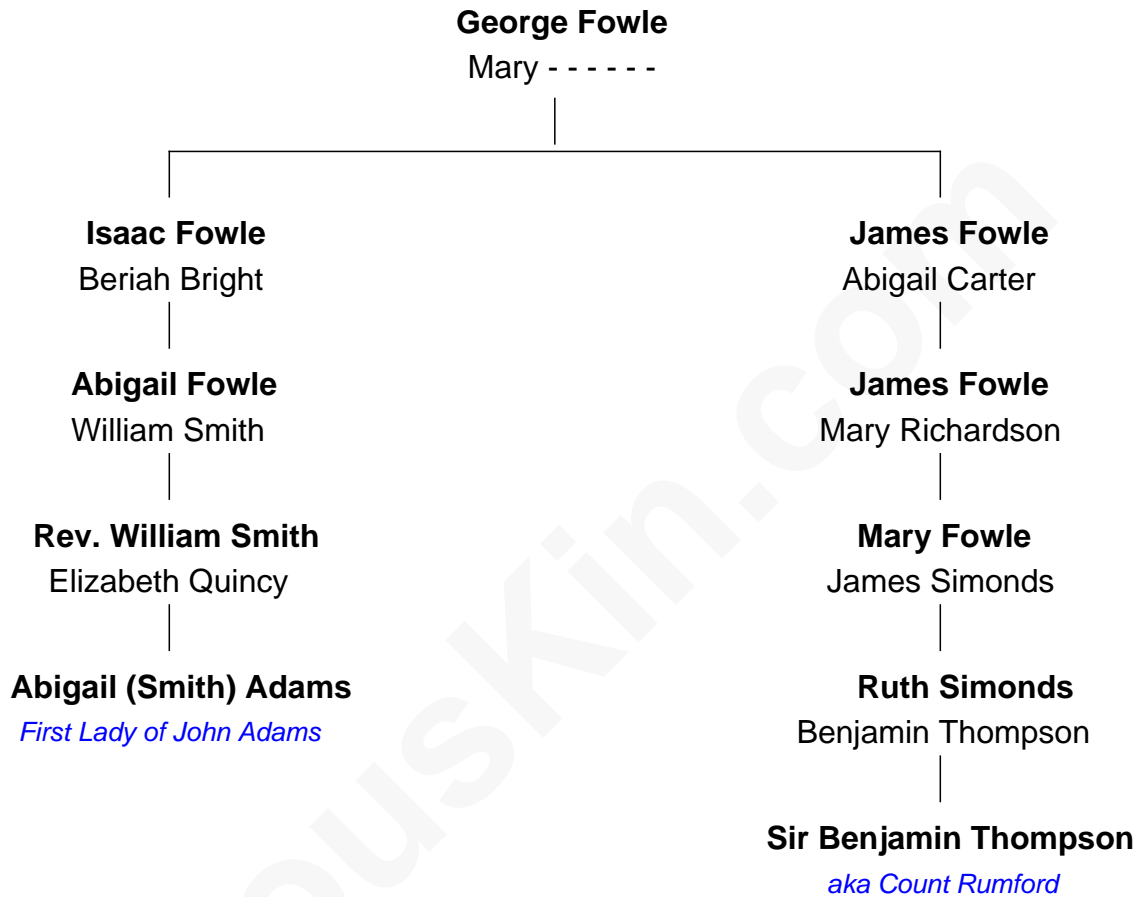 George Fowle
Mary - - - - - -
Isaac Fowle
Beriah Bright
James Fowle
Abigail Carter
Abigail Fowle
William Smith
James Fowle
Mary Richardson
Rev. William Smith
Elizabeth Quincy
Mary Fowle
James Simonds
Abigail (Smith) Adams
First Lady of John Adams
Ruth Simonds
Benjamin Thompson
Sir Benjamin Thompson
aka Count Rumford
ousKin.com